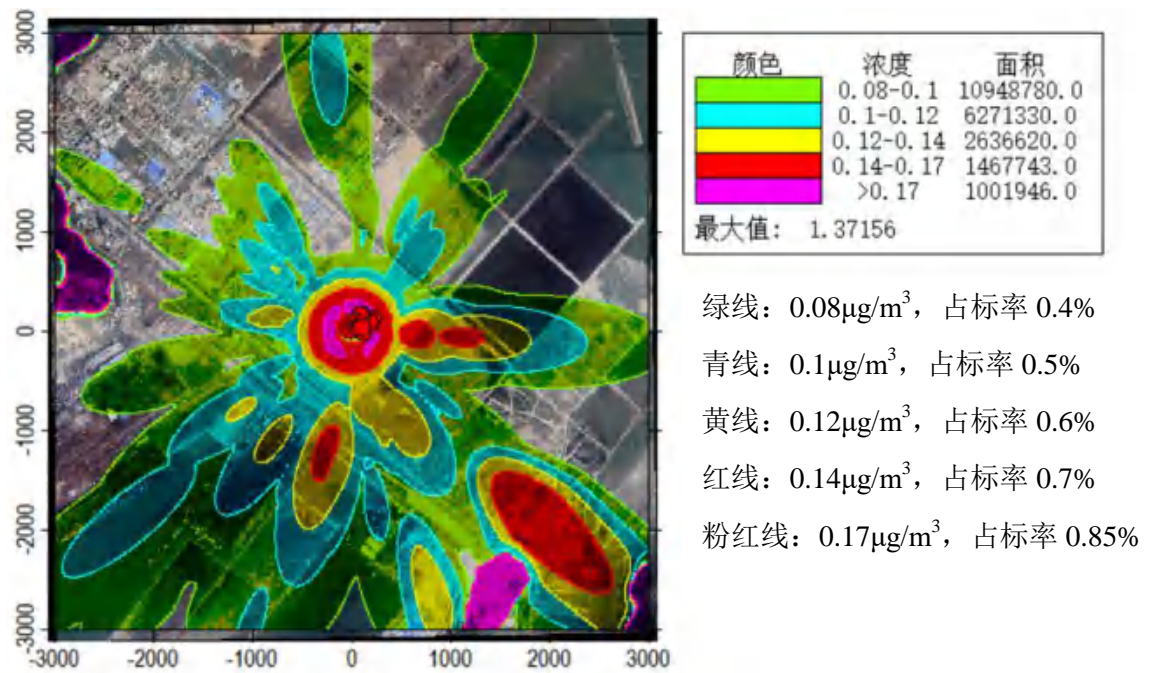 3000
2000
1000
0
-1000
-2000
-3000
-3000 -2000 -1000 0 1000 2000 3000
颜色 浓度 面积
0.08-0.1 10948780.0
0.1-0.12 6271330.0
0.12-0.14 2636620.0
0.14-0.17 1467743.0
>0.17 1001946.0
最大值: 1.37156
绿线：0.08μg/m³，占标率 0.4%
青线：0.1μg/m³，占标率 0.5%
黄线：0.12μg/m³，占标率 0.6%
红线：0.14μg/m³，占标率 0.7%
粉红线：0.17μg/m³，占标率 0.85%